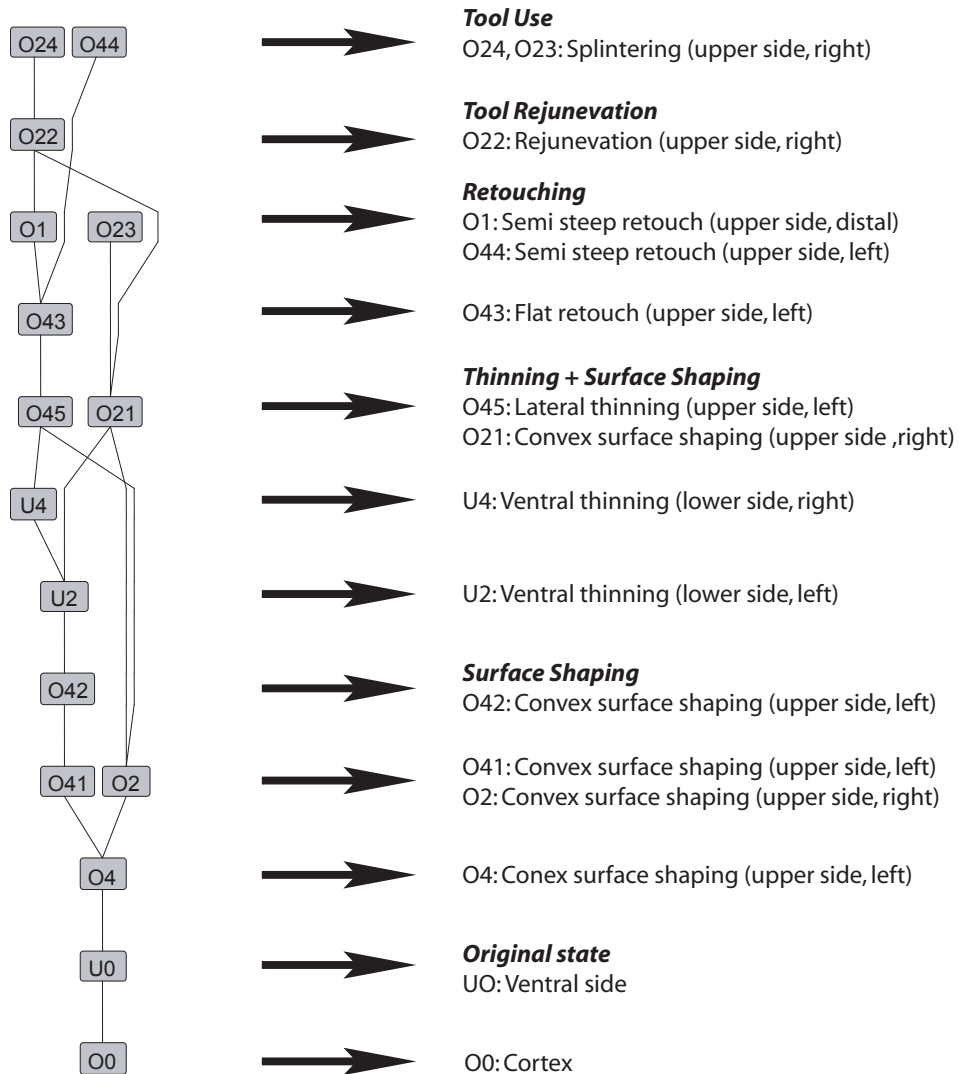 O24 O44
Tool Use
O24, O23: Splintering (upper side, right)
O22
Tool Rejunevation
O22: Rejunevation (upper side, right)
O1 O23
Retouching
O1: Semi steep retouch (upper side, distal)
O44: Semi steep retouch (upper side, left)
O43
O43: Flat retouch (upper side, left)
O45 O21
Thinning + Surface Shaping
O45: Lateral thinning (upper side, left)
O21: Convex surface shaping (upper side ,right)
U4
U4: Ventral thinning (lower side, right)
U2
U2: Ventral thinning (lower side, left)
O42
Surface Shaping
O42: Convex surface shaping (upper side, left)
O41 O2
O41: Convex surface shaping (upper side, left)
O2: Convex surface shaping (upper side, right)
O4
O4: Conex surface shaping (upper side, left)
U0
Original state
UO: Ventral side
O0
O0: Cortex